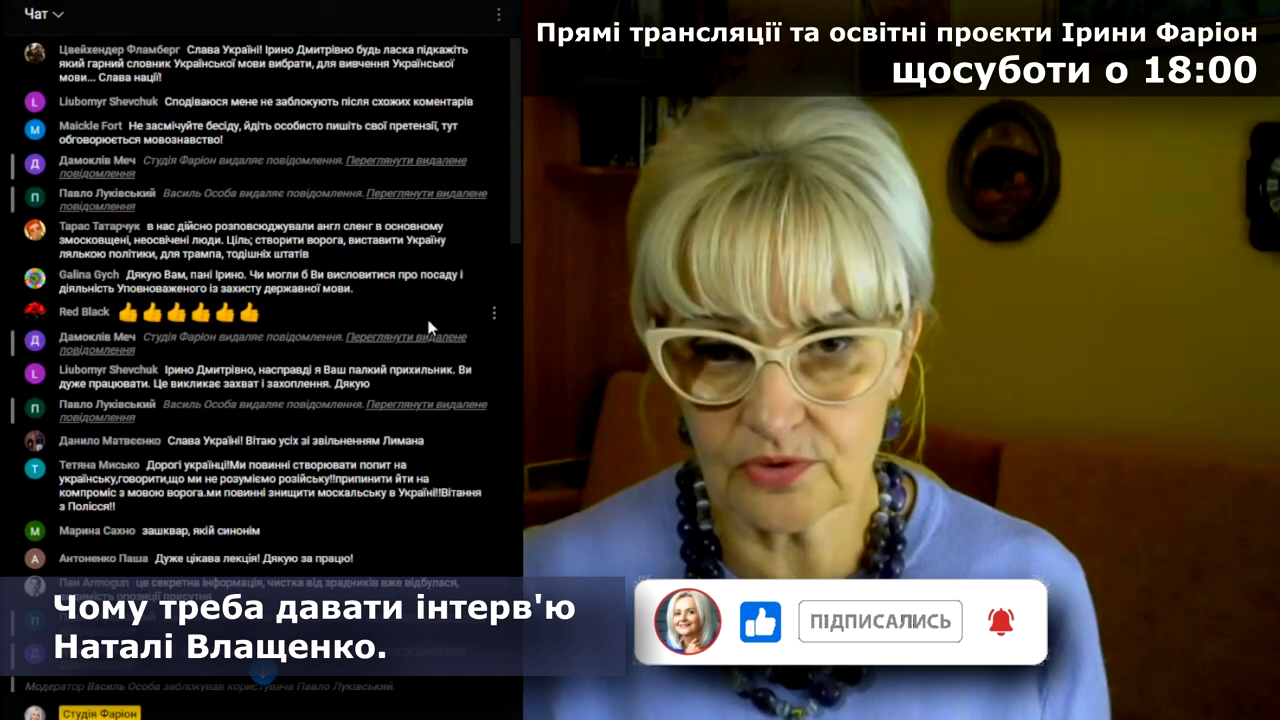 Чат
Цвейхендер Фламберг Слава Україні! Ірино Дмитрівно будь ласка підкажіть
який гарний словник Української мови вибрати, для вивчення Української
мови... Слава нації!
Liubomyr Shevchuk Сподіваюся мене не заблокують після схожих коментарів
Maickle Fort Не засмічуйте бесіду, йдіть особисто пишіть свої претензії, тут
обговорюється мовознавство!
Дамоклів Меч Студія Фаріон видаляє повідомлення. Переглянути видалене
повідомлення
Павло Луківський Василь Особа видаляє повідомлення. Переглянути видалене
повідомлення
Тарас Татарчук в нас дійсно розповсюджували англ сленг в основному
змосковщені, неосвічені люди. Ціль; створити ворога, виставити Україну
лялькою політики, для трампа, тодішніх штатів
Galina Gych Дякую Вам, пані Ірино. Чи могли б Ви висловитися про посаду і
діяльність Уповноваженого із захисту державної мови.
Red Black 👍👍👍👍👍👍
Дамоклів Меч Студія Фаріон видаляє повідомлення. Переглянути видалене
повідомлення
Liubomyr Shevchuk Ірино Дмитрівно, насправді я Ваш палкий прихильник. Ви
дуже працювати. Це викликає захват і захоплення. Дякую
Павло Луківський Василь Особа видаляє повідомлення. Переглянути видалене
повідомлення
Данило Матвєєнко Слава Україні! Вітаю усіх зі звільненням Лимана
Тетяна Мисько Дорогі українці!Ми повинні створювати попит на
українську,говорити,що ми не розуміємо російську!!припинити йти на
компроміс з мовою ворога.ми повинні знищити москальську в Україні!!Вітання
з Полісся!!
Марина Сахно зашквар, якій синонім
Антоненко Паша Дуже цікава лекція! Дякую за працю!
Пан Armogun це секретна інформація, чистка від зрадників вже відбулася,
Модератор Василь Особа заблокував користувача Павло Луківський.
Студія Фаріон
Прямі трансляції та освітні проєкти Ірини Фаріон
щосуботи о 18:00
Чому треба давати інтерв'ю
Наталі Влащенко.
ПІДПИСАЛИСЬ